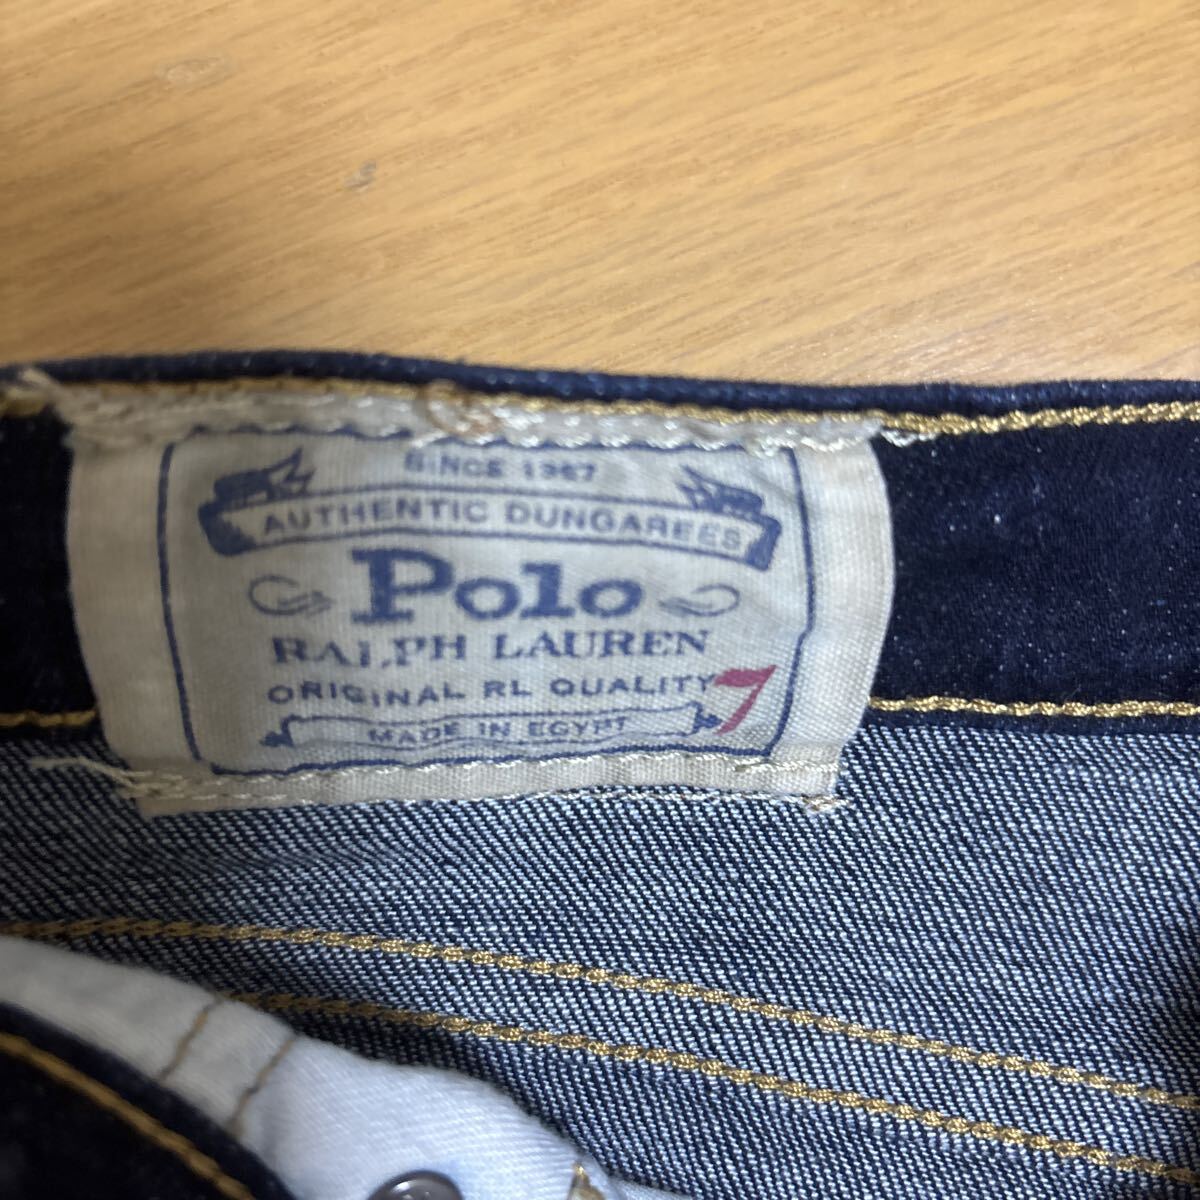 SINCE 1967
AUTHENTIC DUNGAREES
Polo
RALPH LAUREN
ORIGINAL RL QUALITY 7
MADE IN EGYPT